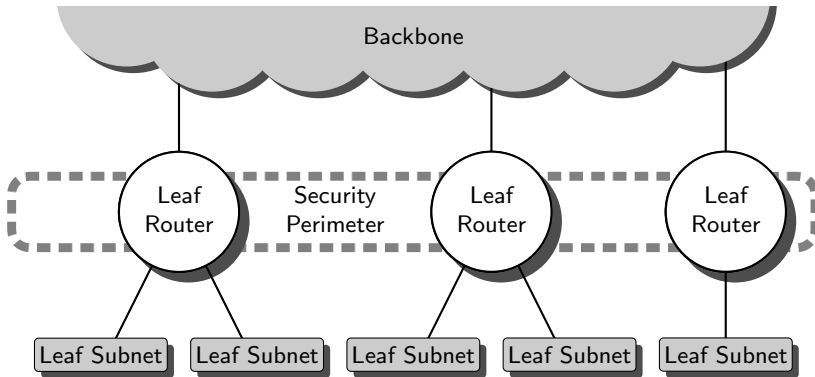 Backbone
Leaf
Router
Security
Perimeter
Leaf
Router
Leaf
Router
Leaf Subnet
Leaf Subnet
Leaf Subnet
Leaf Subnet
Leaf Subnet